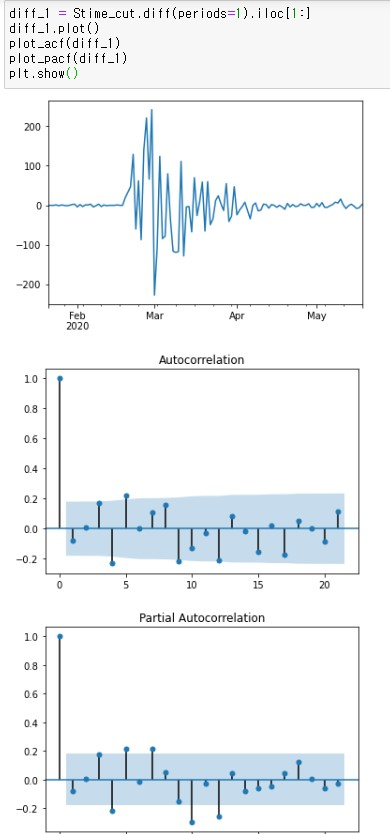 diff_1 = Stime_cut.diff(periods=1).iloc[1:]
diff_1.plot()
plot_acf(diff_1)
plot_pacf(diff_1)
plt.show()
200
100
0
−100
−200
Feb
2020
Mar
Apr
May
Autocorrelation
1.0
0.8
0.6
0.4
0.2
0.0
−0.2
0
5
10
15
20
Partial Autocorrelation
1.0
0.8
0.6
0.4
0.2
0.0
−0.2